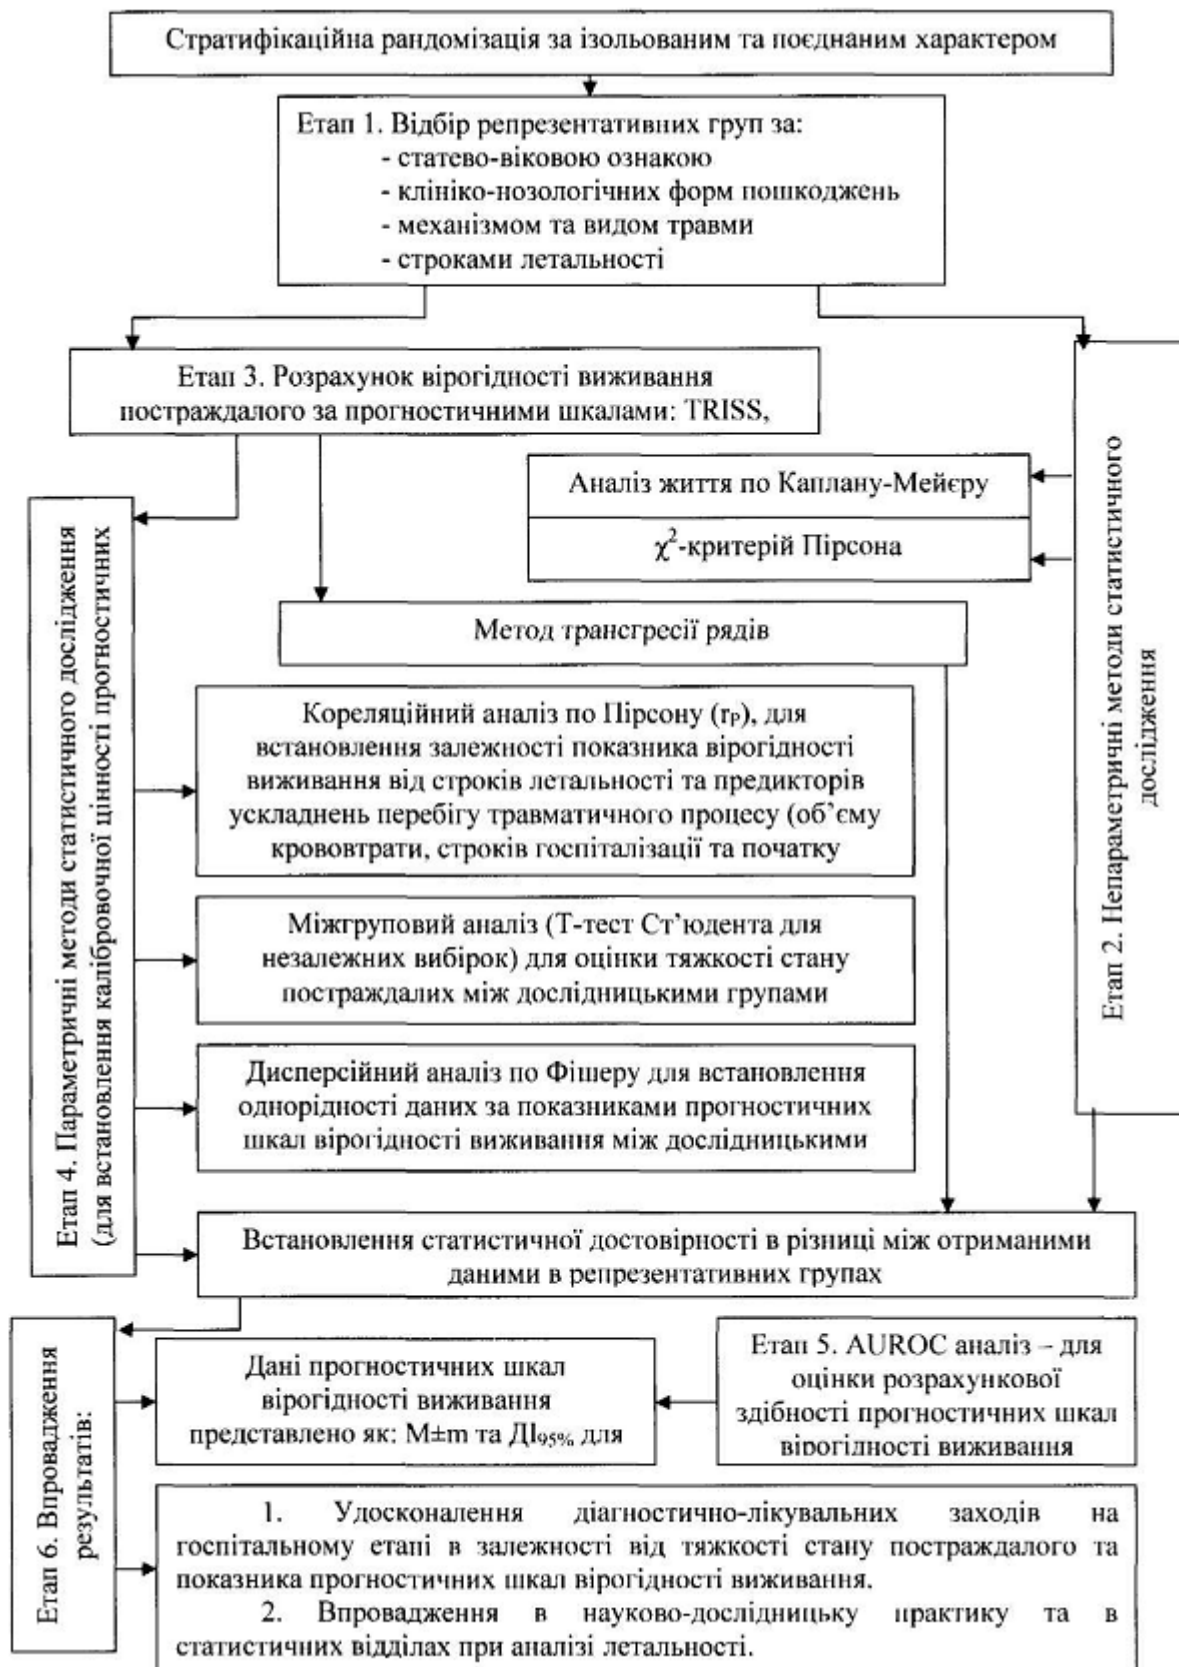 Стратифікаційна рандомізація за ізольованим та поєднаним характером
Етап 1. Відбір репрезентативних груп за:
- статево-віковою ознакою
- клініко-нозологічних форм пошкоджень
- механізмом та видом травми
- строками летальності
Етап 3. Розрахунок вірогідності виживання
постраждалого за прогностичними шкалами: TRISS,
Етап 2. Непараметричні методи статистичного
дослідження
Аналіз життя по Каплану-Мейєру
χ²-критерій Пірсона
Метод трансгресії рядів
Етап 4. Параметричні методи статистичного дослідження
(для встановлення калібровочної цінності прогностичних
Кореляційний аналіз по Пірсону (rₚ), для
встановлення залежності показника вірогідності
виживання від строків летальності та предикторів
ускладнень перебігу травматичного процесу (об’єму
крововтрати, строків госпіталізації та початку
Міжгруповий аналіз (Т-тест Ст’юдента для
незалежних вибірок) для оцінки тяжкості стану
постраждалих між дослідницькими групами
Дисперсійний аналіз по Фішеру для встановлення
однорідності даних за показниками прогностичних
шкал вірогідності виживання між дослідницькими
Встановлення статистичної достовірності в різниці між отриманими
даними в репрезентативних групах
Етап 6. Впровадження
результатів:
Дані прогностичних шкал
вірогідності виживання
представлено як: M±m та ДІ95% для
Етап 5. AUROC аналіз – для
оцінки розрахункової
здібності прогностичних шкал
вірогідності виживання
1. Удосконалення діагностично-лікувальних заходів на
госпітальному етапі в залежності від тяжкості стану постраждалого та
показника прогностичних шкал вірогідності виживання.
2. Впровадження в науково-дослідницьку практику та в
статистичних відділах при аналізі летальності.